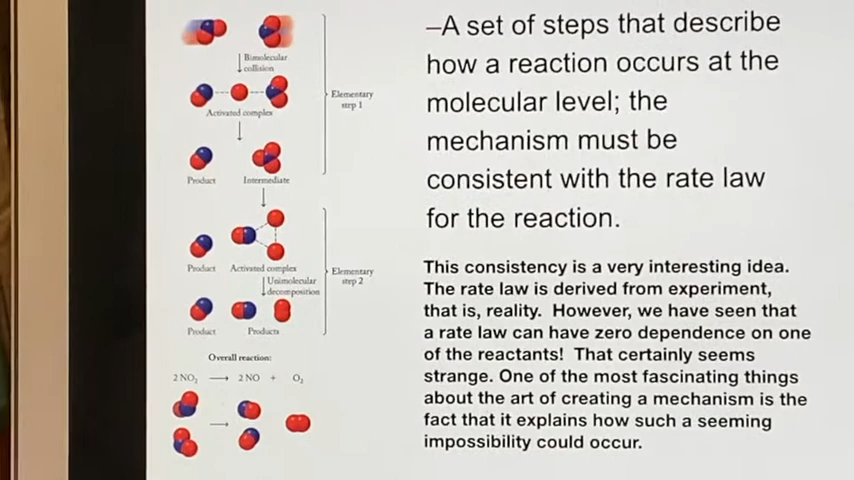 Bimolecular
collision
Activated complex
Elementary
step 1
Product
Intermediate
Product
Activated complex
Unimolecular
decomposition
Elementary
step 2
Product
Products
Overall reaction:
2 NO₂ ⟶ 2 NO + O₂
–A set of steps that describe
how a reaction occurs at the
molecular level; the
mechanism must be
consistent with the rate law
for the reaction.
This consistency is a very interesting idea.
The rate law is derived from experiment,
that is, reality. However, we have seen that
a rate law can have zero dependence on one
of the reactants! That certainly seems
strange. One of the most fascinating things
about the art of creating a mechanism is the
fact that it explains how such a seeming
impossibility could occur.